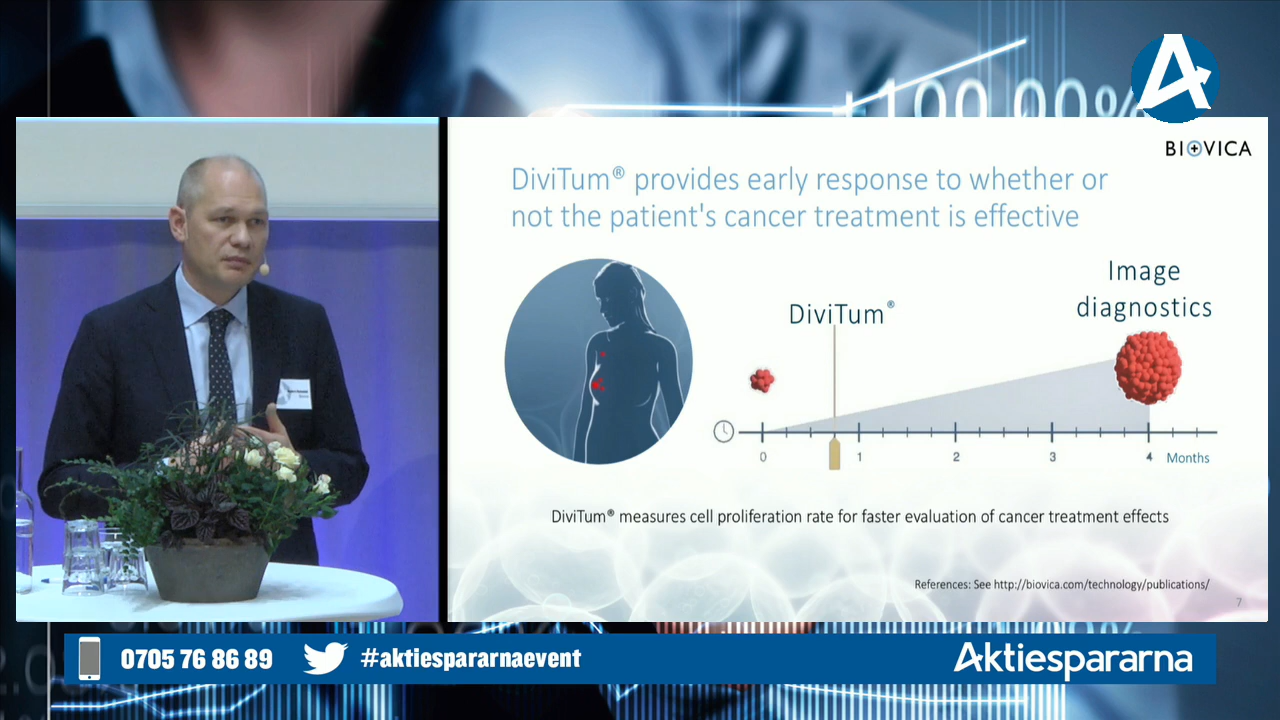 +100.00%
A
BIOVICA
DiviTum® provides early response to whether or
not the patient's cancer treatment is effective
Image
diagnostics
DiviTum®
0 1 2 3 4 Months
DiviTum® measures cell proliferation rate for faster evaluation of cancer treatment effects
References: See http://biovica.com/technology/publications/
7
0705 76 86 89
#aktiespararnaevent
Aktiespararna